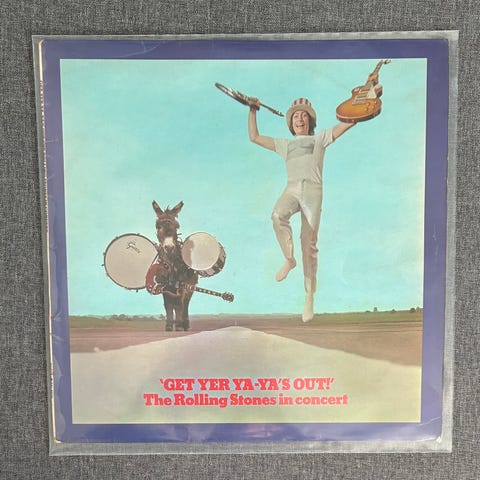 'GET YER YA-YA'S OUT!'
The Rolling Stones in concert